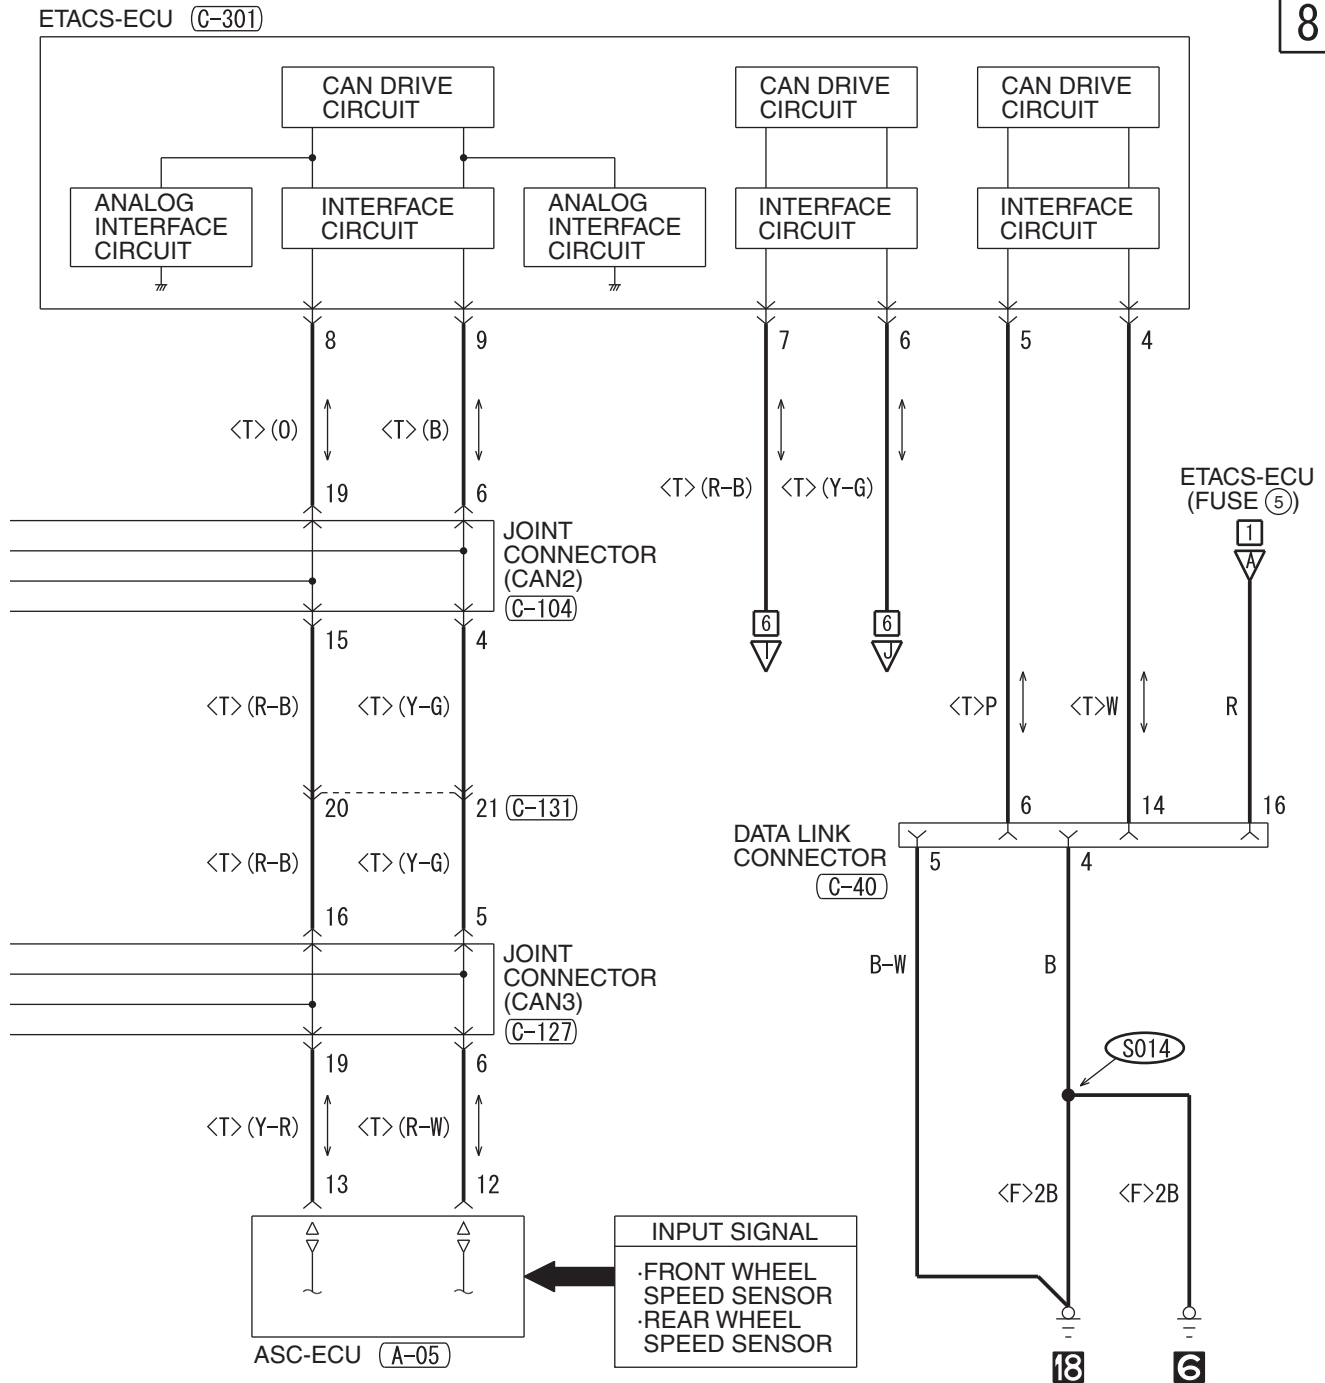 ETACS-ECU (C-301)
8
CAN DRIVE
CIRCUIT
CAN DRIVE
CIRCUIT
CAN DRIVE
CIRCUIT
ANALOG
INTERFACE
CIRCUIT
INTERFACE
CIRCUIT
ANALOG
INTERFACE
CIRCUIT
INTERFACE
CIRCUIT
INTERFACE
CIRCUIT
8 9 7 6 5 4
<T>(O) <T>(B)
<T>(R-B) <T>(Y-G)
ETACS-ECU
(FUSE 5)
1
A
19 6
JOINT
CONNECTOR
(CAN2)
C-104
6 6
I J
15 4
<T>(R-B) <T>(Y-G)
<T>P <T>W R
20 21 (C-131)
6 14 16
DATA LINK
CONNECTOR
C-40
5 4
<T>(R-B) <T>(Y-G)
16 5
JOINT
CONNECTOR
(CAN3)
C-127
B-W B
S014
19 6
<T>(Y-R) <T>(R-W)
13 12
<F>2B <F>2B
INPUT SIGNAL
·FRONT WHEEL
SPEED SENSOR
·REAR WHEEL
SPEED SENSOR
ASC-ECU (A-05)
18 6